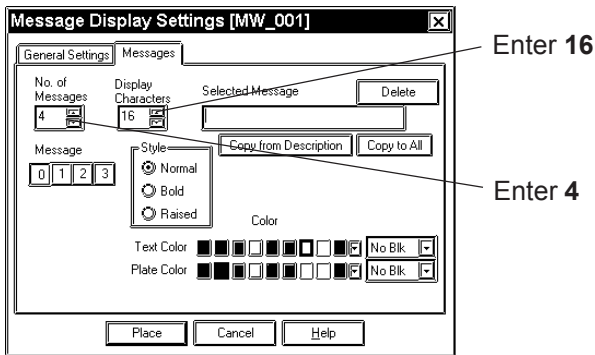 Message Display Settings [MW_001]
General Settings Messages
Enter 16
No. of Messages
Display Characters
Selected Message
Delete
4
16
Copy from Description
Copy to All
Message
0 1 2 3
Style
Normal
Bold
Raised
Enter 4
Color
Text Color
No Blk
Plate Color
No Blk
Place
Cancel
Help